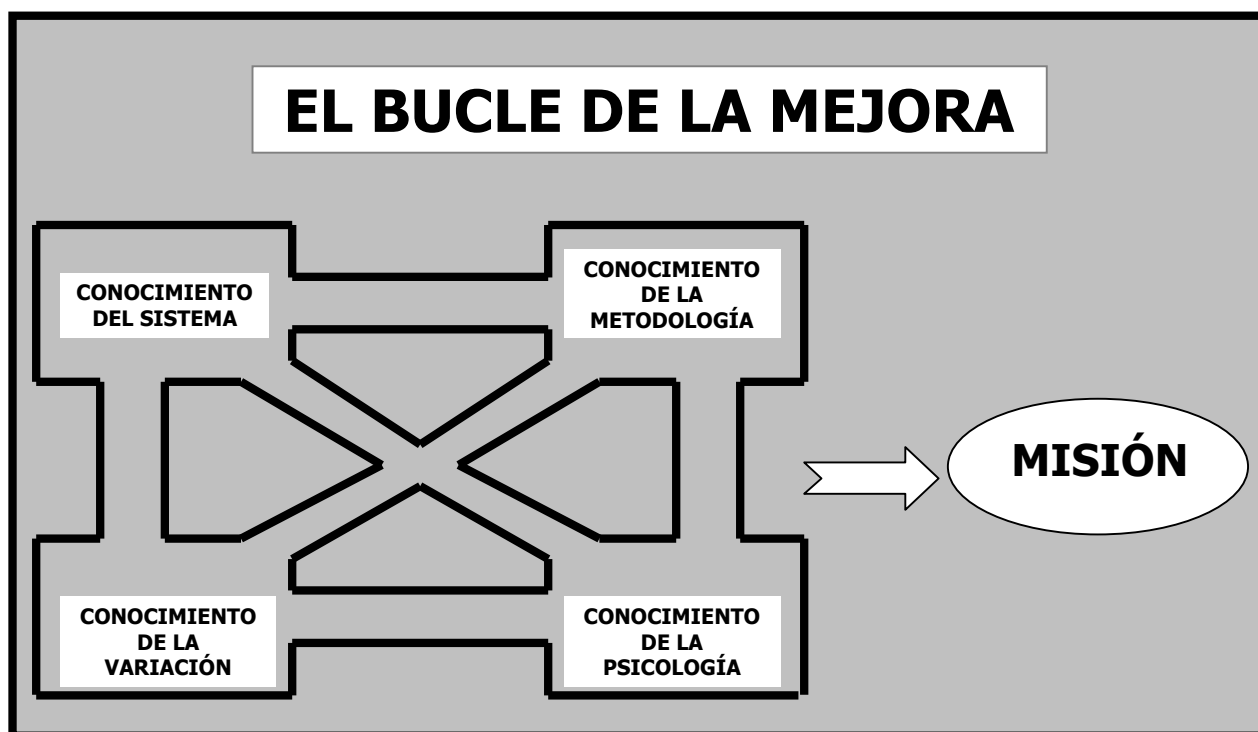 EL BUCLE DE LA MEJORA
CONOCIMIENTO
DEL SISTEMA
CONOCIMIENTO
DE LA
METODOLOGÍA
MISIÓN
CONOCIMIENTO
DE LA
VARIACIÓN
CONOCIMIENTO
DE LA
PSICOLOGÍA